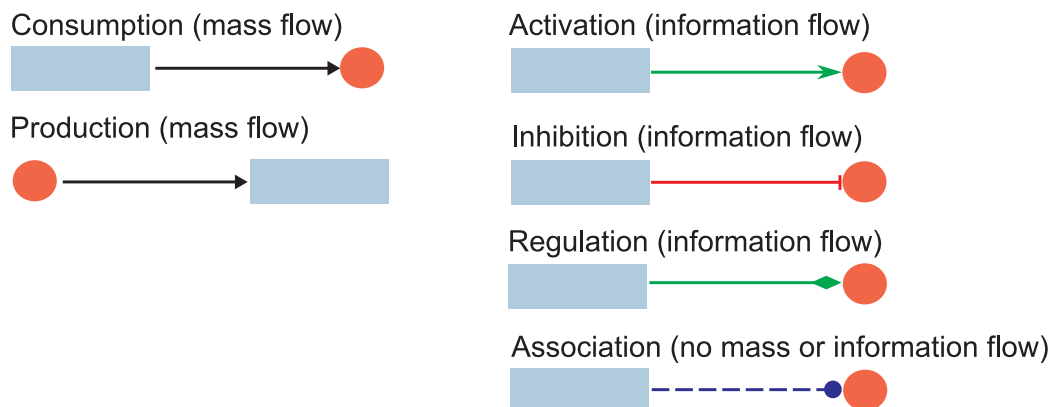 Consumption (mass flow)
Production (mass flow)
Activation (information flow)
Inhibition (information flow)
Regulation (information flow)
Association (no mass or information flow)